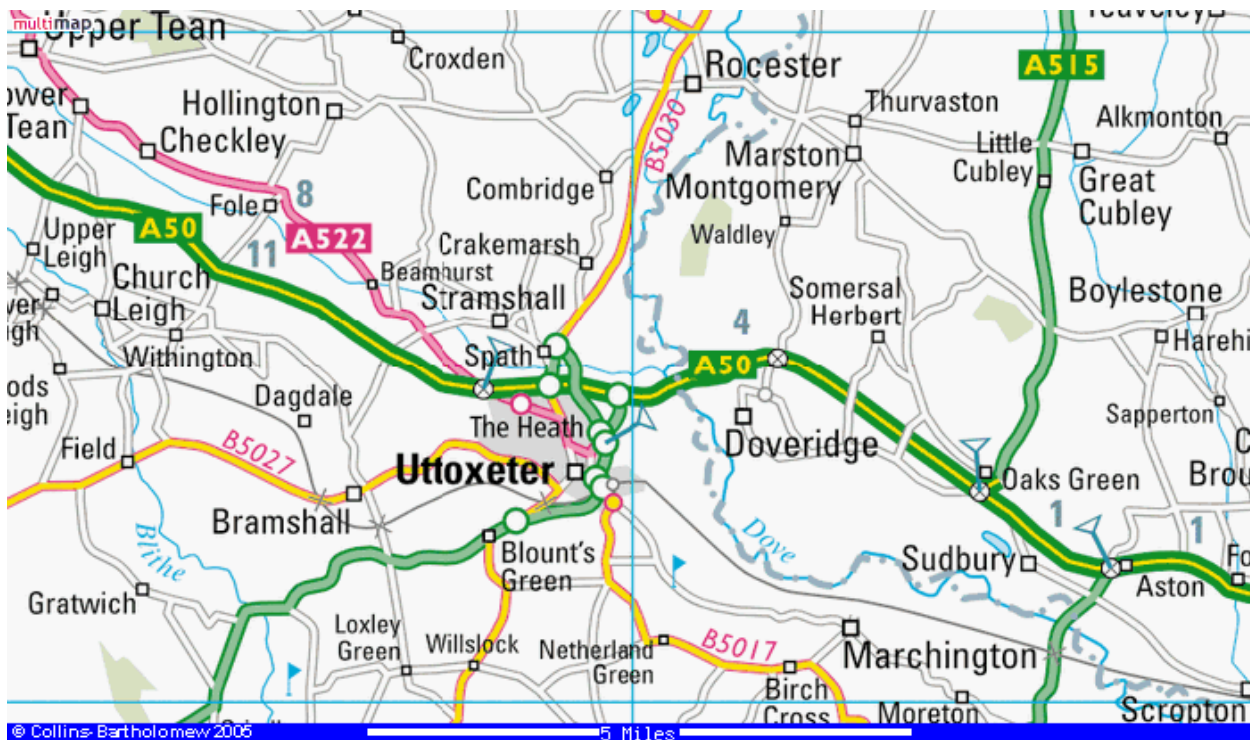 multimap
Upper Tean
Croxden
Rocester
A515
Hollington
Thurvaston
Alkmonton
Tean
Checkley
B5030
Little
Cubley
Marston
Montgomery
Combridge
Great
Cubley
Fole
8
A50
A522
Upper
Leigh
11
Crakemarsh
Waldley
Church
Leigh
Beamhurst
Stramshall
Somersal
Herbert
Boylestone
4
Withington
Spath
A50
Dagdale
Sapperton
The Heath
Doveridge
Field
B5027
Uttoxeter
Oaks Green
Bramshall
Dove
1
1
Blithe
Blount's
Green
Sudbury
Aston
Gratwich
Loxley
Green
Willslock
Netherland
Green
B5017
Marchington
Birch
Cross
Moreton
Scropton
© Collins-Bartholomew 2005
5 Miles